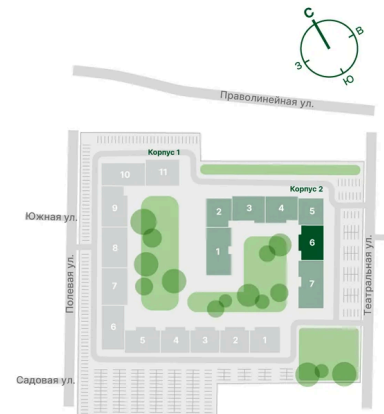 С
В
З
Ю
Праволинейная ул.
Корпус 1
10
11
Корпус 2
9
2
3
4
5
Южная ул.
8
1
6
7
Полевая ул.
Театральная ул.
7
6
5
4
3
2
1
Садовая ул.